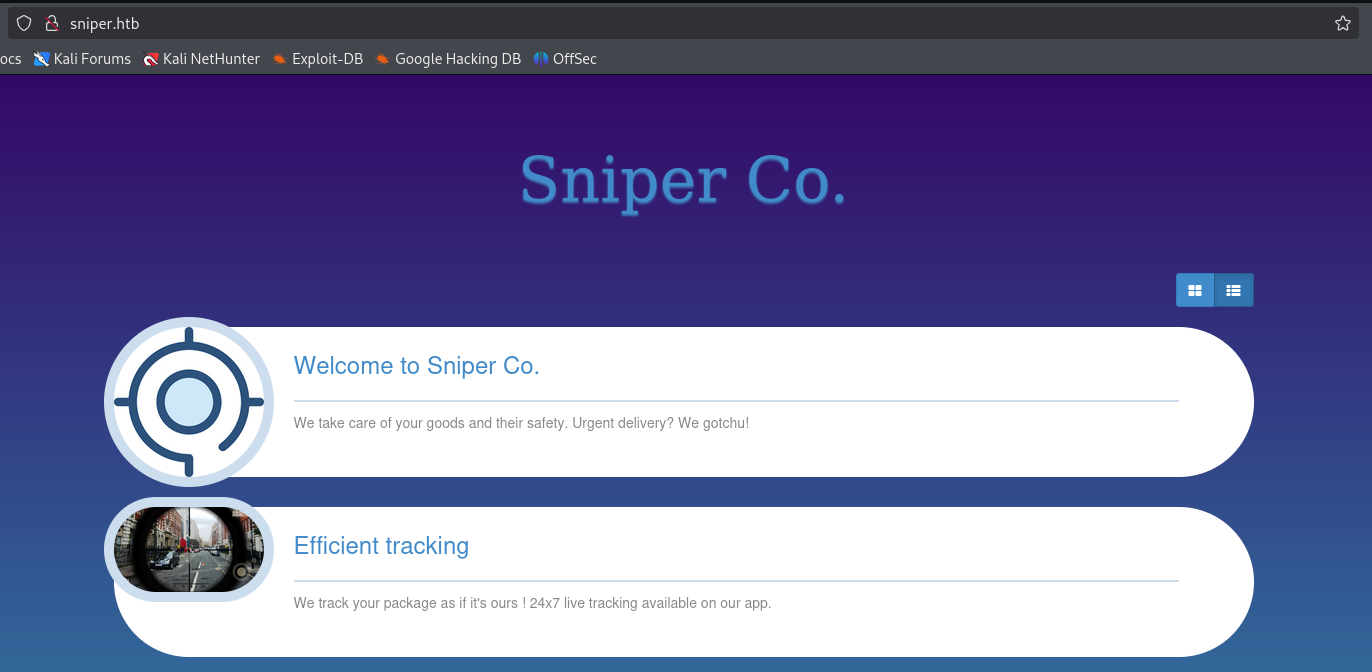 sniper.htb
ocs Kali Forums Kali NetHunter Exploit-DB Google Hacking DB OffSec
Sniper Co.
Welcome to Sniper Co.
We take care of your goods and their safety. Urgent delivery? We gotchu!
Efficient tracking
We track your package as if it's ours ! 24x7 live tracking available on our app.